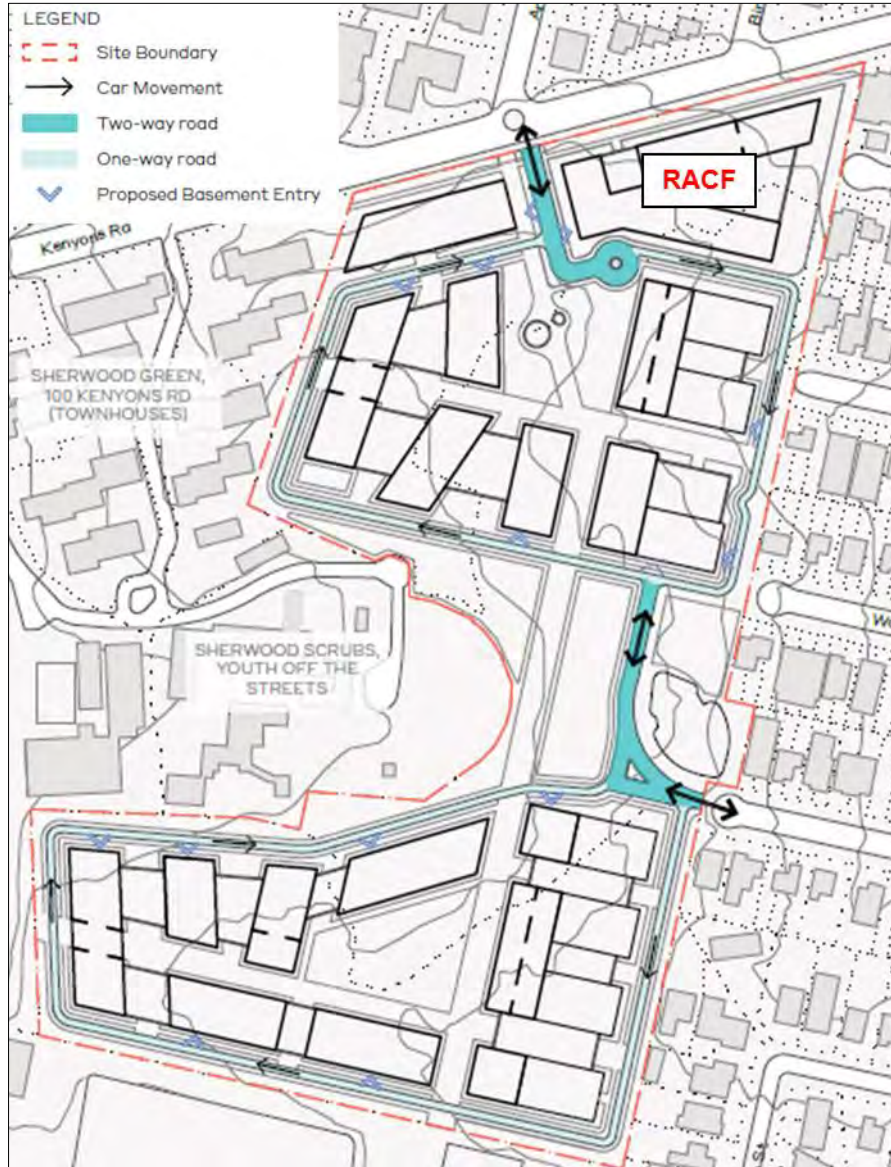 LEGEND
Site Boundary
Car Movement
Two-way road
One-way road
Proposed Basement Entry
RACF
Kenyons Rd
SHERWOOD GREEN,
100 KENYONS RD
(TOWNHOUSES)
SHERWOOD SCRUBS,
YOUTH OFF THE
STREETS
St